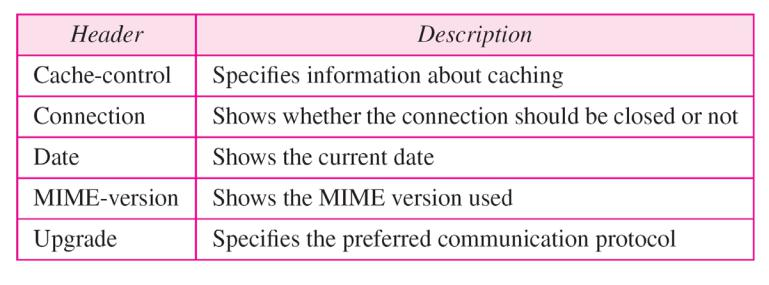 Header Description
Cache-control Specifies information about caching
Connection Shows whether the connection should be closed or not
Date Shows the current date
MIME-version Shows the MIME version used
Upgrade Specifies the preferred communication protocol